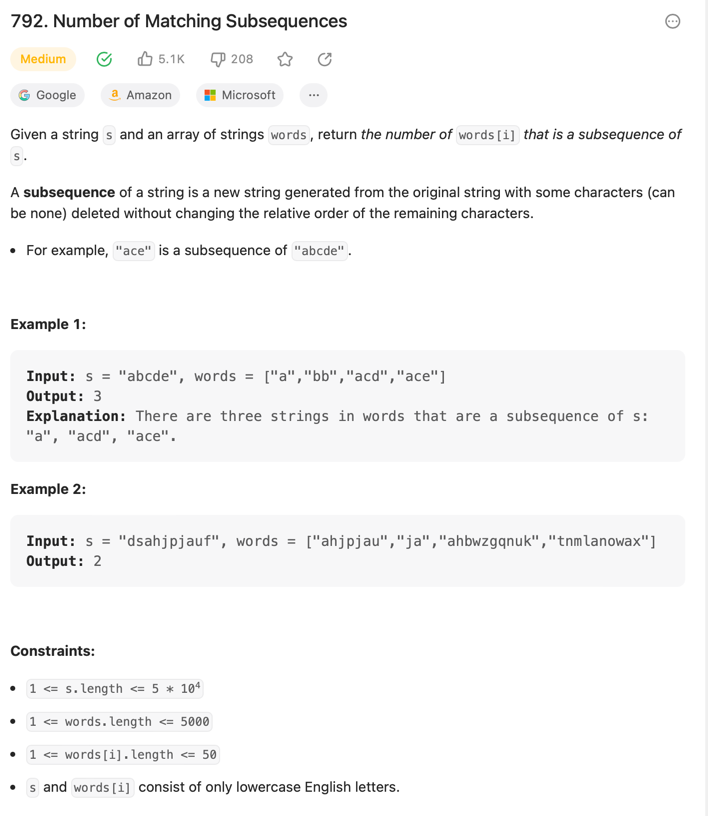 792. Number of Matching Subsequences
Medium 5.1K 208
Google Amazon Microsoft ...
Given a string s and an array of strings words, return the number of words[i] that is a subsequence of
s.
A subsequence of a string is a new string generated from the original string with some characters (can
be none) deleted without changing the relative order of the remaining characters.
• For example, "ace" is a subsequence of "abcde".
Example 1:
Input: s = "abcde", words = ["a","bb","acd","ace"]
Output: 3
Explanation: There are three strings in words that are a subsequence of s:
"a", "acd", "ace".
Example 2:
Input: s = "dsahjpjauf", words = ["ahjpjau","ja","ahbwzgqnuk","tnmlanowax"]
Output: 2
Constraints:
• 1 <= s.length <= 5 * 10⁴
• 1 <= words.length <= 5000
• 1 <= words[i].length <= 50
• s and words[i] consist of only lowercase English letters.